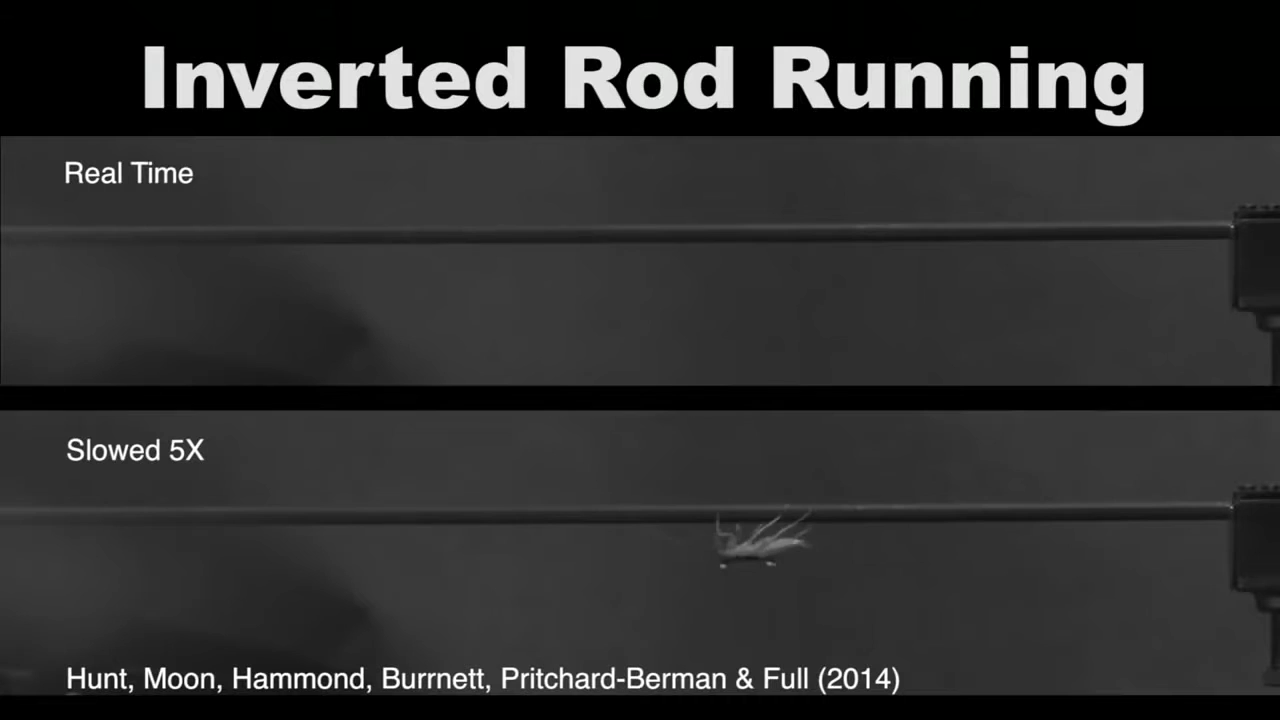 Inverted Rod Running
Real Time
Slowed 5X
Hunt, Moon, Hammond, Burrnett, Pritchard-Berman & Full (2014)